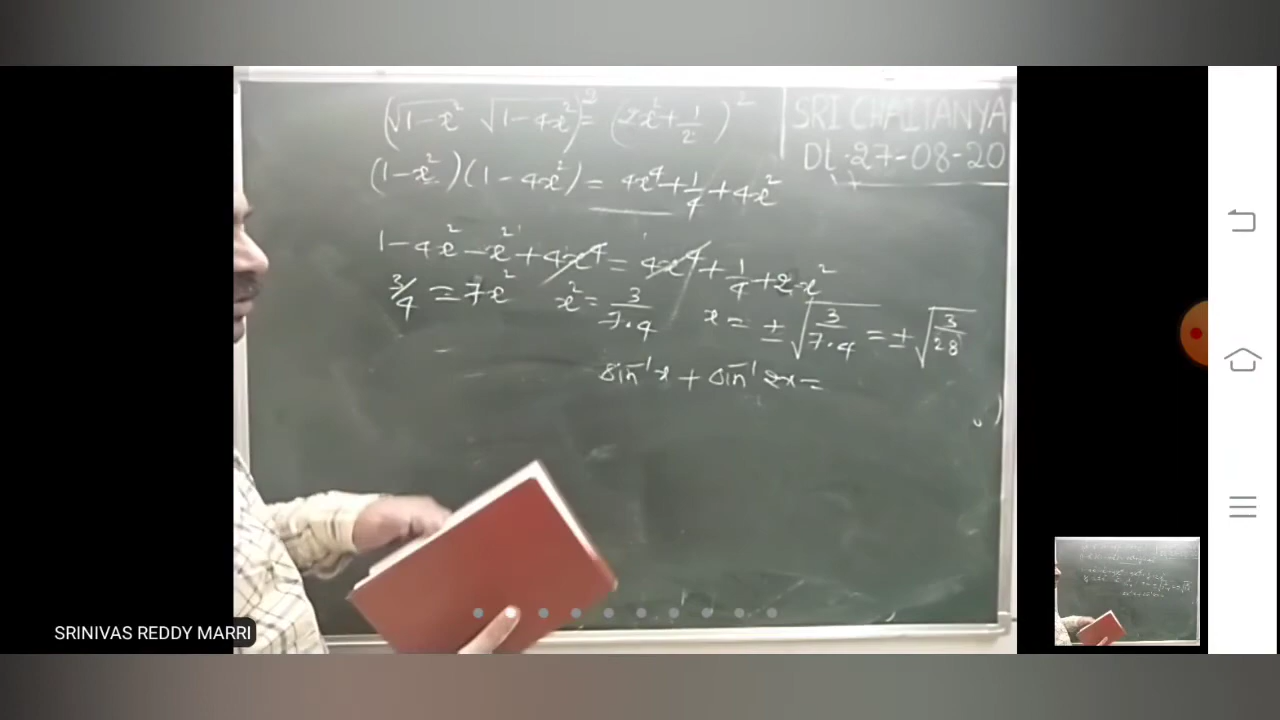 (√1-x² √1-4x²)² = (2x²+1/2)²
SRI CHAITANYA
Dt.27-08-20
(1-x²)(1-4x²) = 4x⁴+1/4+4x²
1-4x²-x²+4x⁴ = 4x⁴+1/4+2x²
3/4 = 7x² x² = 3/7.4 x = ±√3/7.4 = ±√3/28
sin⁻¹x + sin⁻¹2x =
SRINIVAS REDDY MARRI